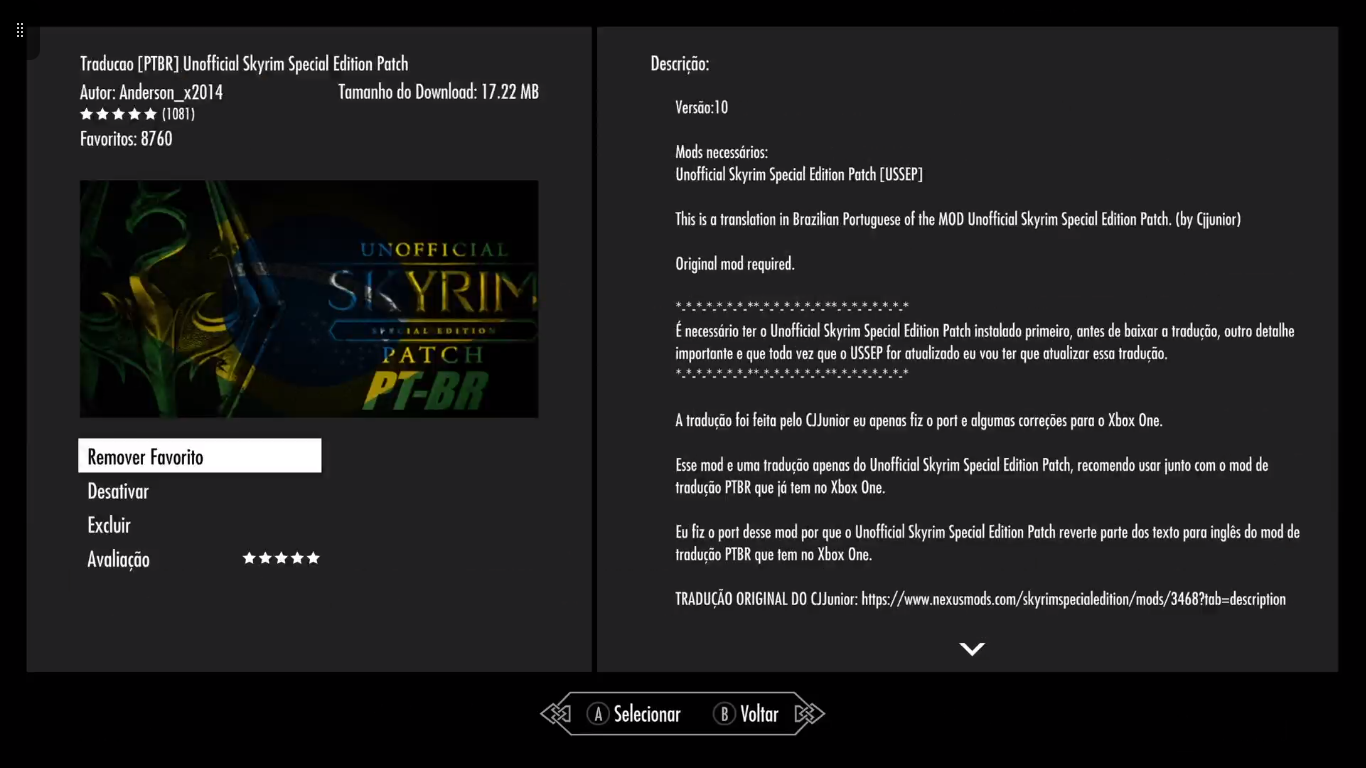 Traducao [PTBR] Unofficial Skyrim Special Edition Patch
Autor: Anderson_x2014
Tamanho do Download: 17.22 MB
★★★★★ (1081)
Favoritos: 8760
UNOFFICIAL
SKYRIM
SPECIAL EDITION
PATCH
PT-BR
Remover Favorito
Desativar
Excluir
Avaliação ★★★★★
Descrição:
Versão:10
Mods necessários:
Unofficial Skyrim Special Edition Patch [USSEP]
This is a translation in Brazilian Portuguese of the MOD Unofficial Skyrim Special Edition Patch. (by Cjjunior)
Original mod required.
*-*-*-*-*-*-*-**-*-*-*-*-*-*-**-*-*-*-*-*-*-*
É necessário ter o Unofficial Skyrim Special Edition Patch instalado primeiro, antes de baixar a tradução, outro detalhe
importante e que toda vez que o USSEP for atualizado eu vou ter que atualizar essa tradução.
*-*-*-*-*-*-*-**-*-*-*-*-*-*-**-*-*-*-*-*-*-*
A tradução foi feita pelo CJJunior eu apenas fiz o port e algumas correções para o Xbox One.
Esse mod e uma tradução apenas do Unofficial Skyrim Special Edition Patch, recomendo usar junto com o mod de
tradução PTBR que já tem no Xbox One.
Eu fiz o port desse mod por que o Unofficial Skyrim Special Edition Patch reverte parte dos texto para inglês do mod de
tradução PTBR que tem no Xbox One.
TRADUÇÃO ORIGINAL DO CJJunior: https://www.nexusmods.com/skyrimspecialedition/mods/3468?tab=description
A Selecionar B Voltar